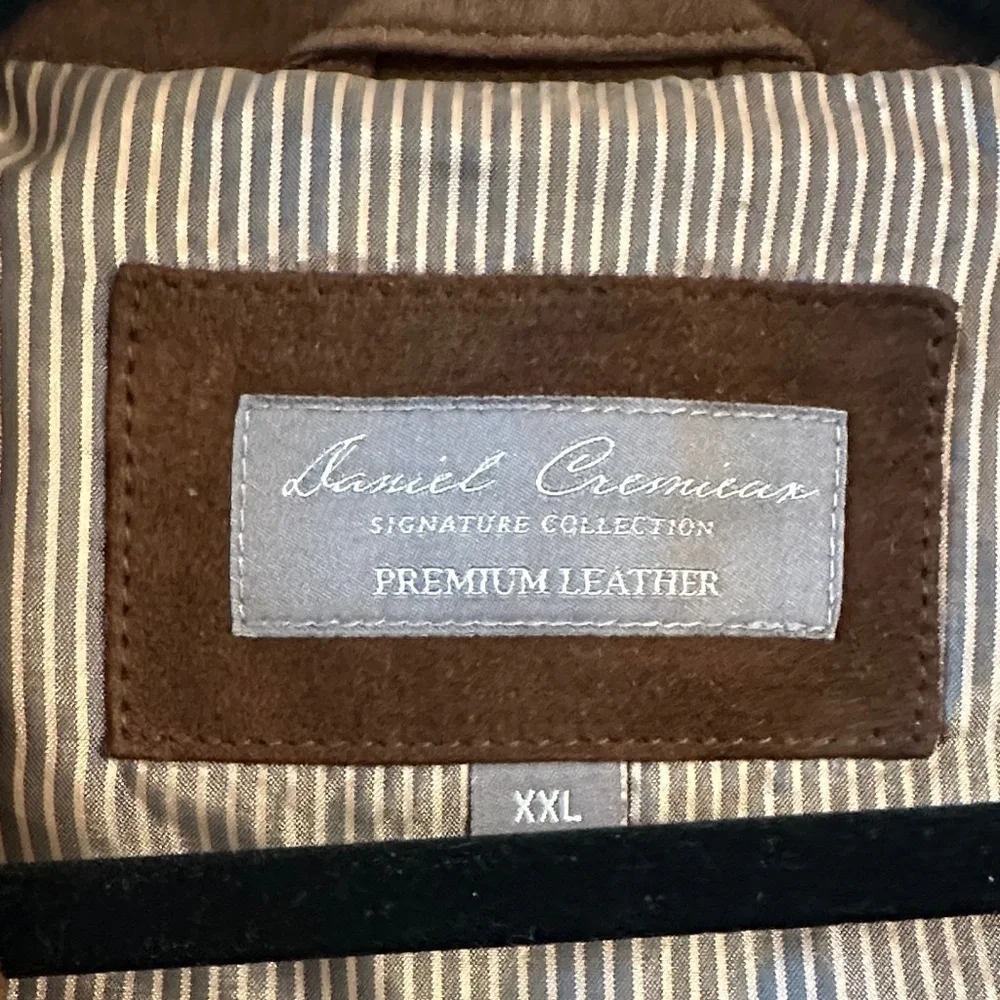 Daniel Cremieux
SIGNATURE COLLECTION
PREMIUM LEATHER
XXL